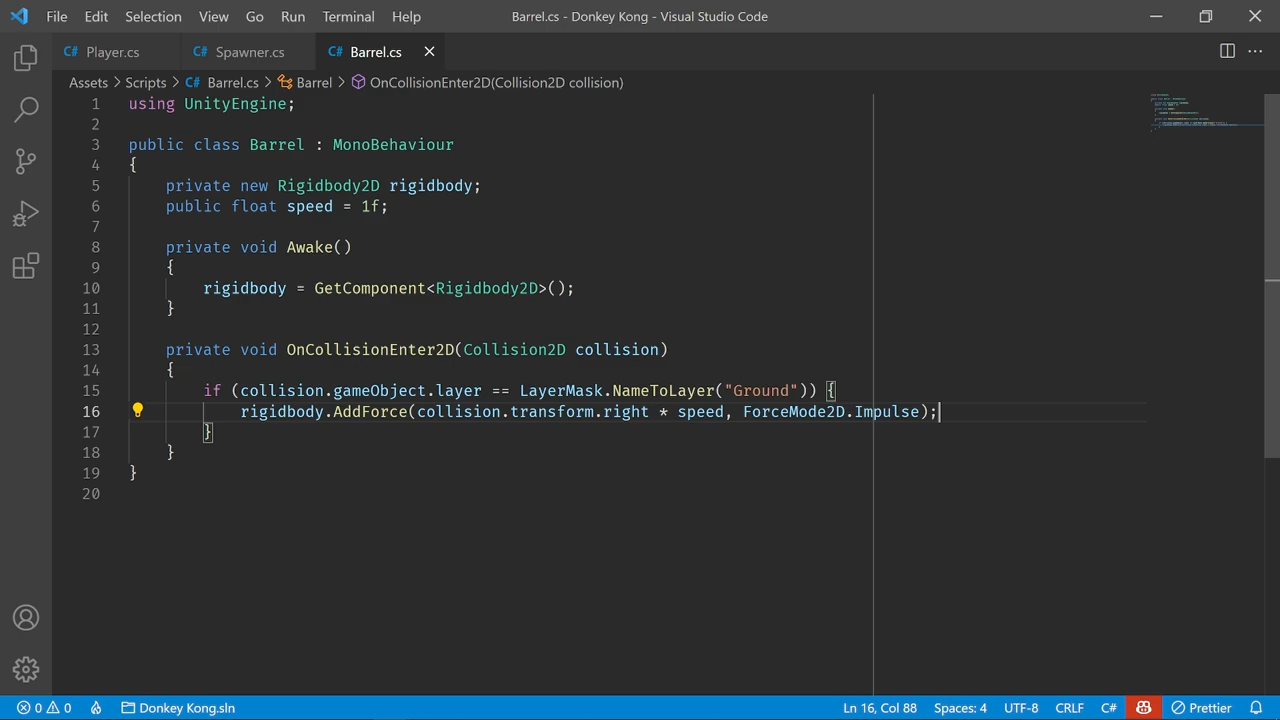 File Edit Selection View Go Run Terminal Help Barrel.cs - Donkey Kong - Visual Studio Code
C# Player.cs C# Spawner.cs C# Barrel.cs
Assets > Scripts > C# Barrel.cs > Barrel > OnCollisionEnter2D(Collision2D collision)
1 using UnityEngine;
2
3 public class Barrel : MonoBehaviour
4 {
5 private new Rigidbody2D rigidbody;
6 public float speed = 1f;
7
8 private void Awake()
9 {
10 rigidbody = GetComponent<Rigidbody2D>();
11 }
12
13 private void OnCollisionEnter2D(Collision2D collision)
14 {
15 if (collision.gameObject.layer == LayerMask.NameToLayer("Ground")) {
16 rigidbody.AddForce(collision.transform.right * speed, ForceMode2D.Impulse);
17 }
18 }
19 }
20
0 0 Donkey Kong.sln Ln 16, Col 88 Spaces: 4 UTF-8 CRLF C# Prettier